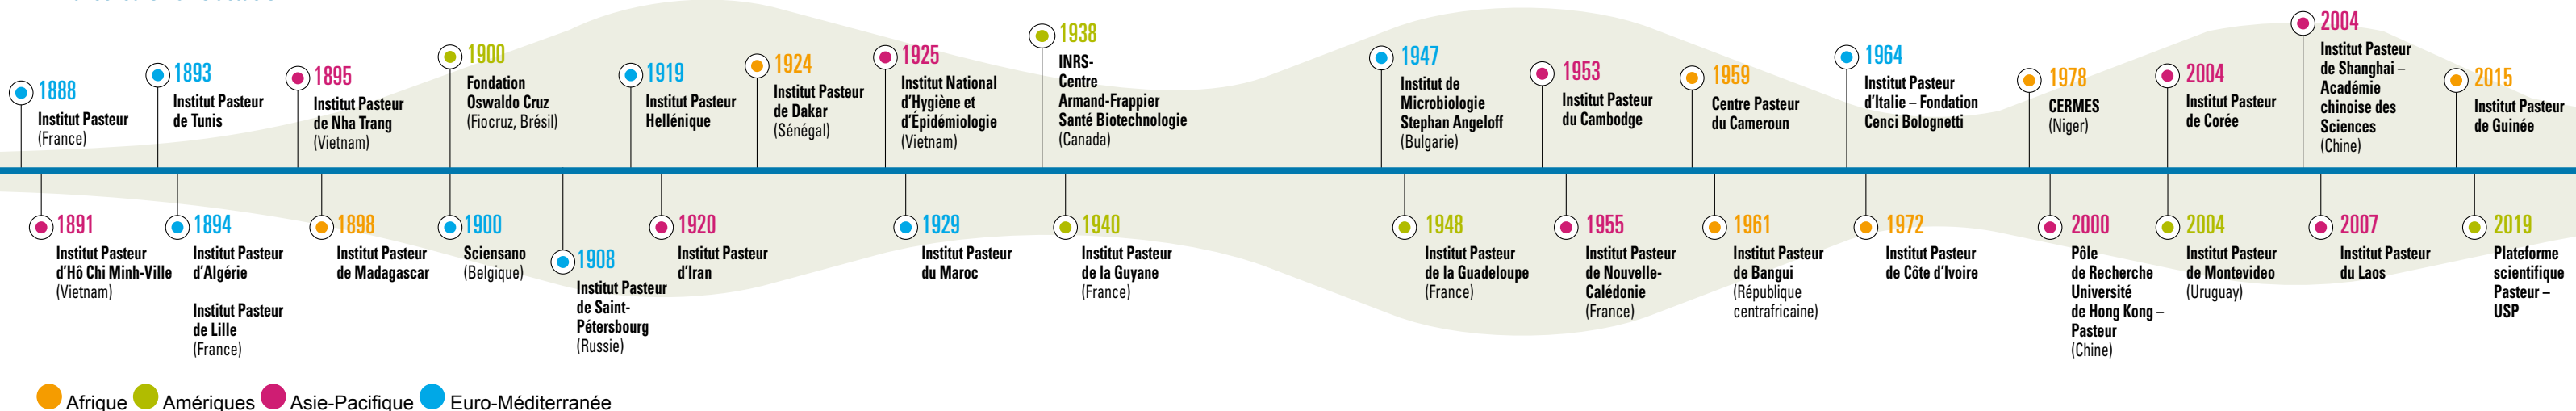 1888
Institut Pasteur
(France)
1893
Institut Pasteur
de Tunis
1895
Institut Pasteur
de Nha Trang
(Vietnam)
1900
Fondation
Oswaldo Cruz
(Fiocruz, Brésil)
1919
Institut Pasteur
Hellénique
1924
Institut Pasteur
de Dakar
(Sénégal)
1925
Institut National
d'Hygiène et
d'Épidémiologie
(Vietnam)
1938
INRS-
Centre
Armand-Frappier
Santé Biotechnologie
(Canada)
1947
Institut de
Microbiologie
Stephan Angeloff
(Bulgarie)
1953
Institut Pasteur
du Cambodge
1959
Centre Pasteur
du Cameroun
1964
Institut Pasteur
d'Italie – Fondation
Cenci Bolognetti
1978
CERMES
(Niger)
2004
Institut Pasteur
de Corée
2004
Institut Pasteur
de Shanghai –
Académie
chinoise des
Sciences
(Chine)
2015
Institut Pasteur
de Guinée
1891
Institut Pasteur
d'Hô Chi Minh-Ville
(Vietnam)
1894
Institut Pasteur
d'Algérie
Institut Pasteur
de Lille
(France)
1898
Institut Pasteur
de Madagascar
1900
Sciensano
(Belgique)
1908
Institut Pasteur
de Saint-
Pétersbourg
(Russie)
1920
Institut Pasteur
d'Iran
1929
Institut Pasteur
du Maroc
1940
Institut Pasteur
de la Guyane
(France)
1948
Institut Pasteur
de la Guadeloupe
(France)
1955
Institut Pasteur
de Nouvelle-
Calédonie
(France)
1961
Institut Pasteur
de Bangui
(République
centrafricaine)
1972
Institut Pasteur
de Côte d'Ivoire
2000
Pôle
de Recherche
Université
de Hong Kong –
Pasteur
(Chine)
2004
Institut Pasteur
de Montevideo
(Uruguay)
2007
Institut Pasteur
du Laos
2019
Plateforme
scientifique
Pasteur –
USP
Afrique Amériques Asie-Pacifique Euro-Méditerranée